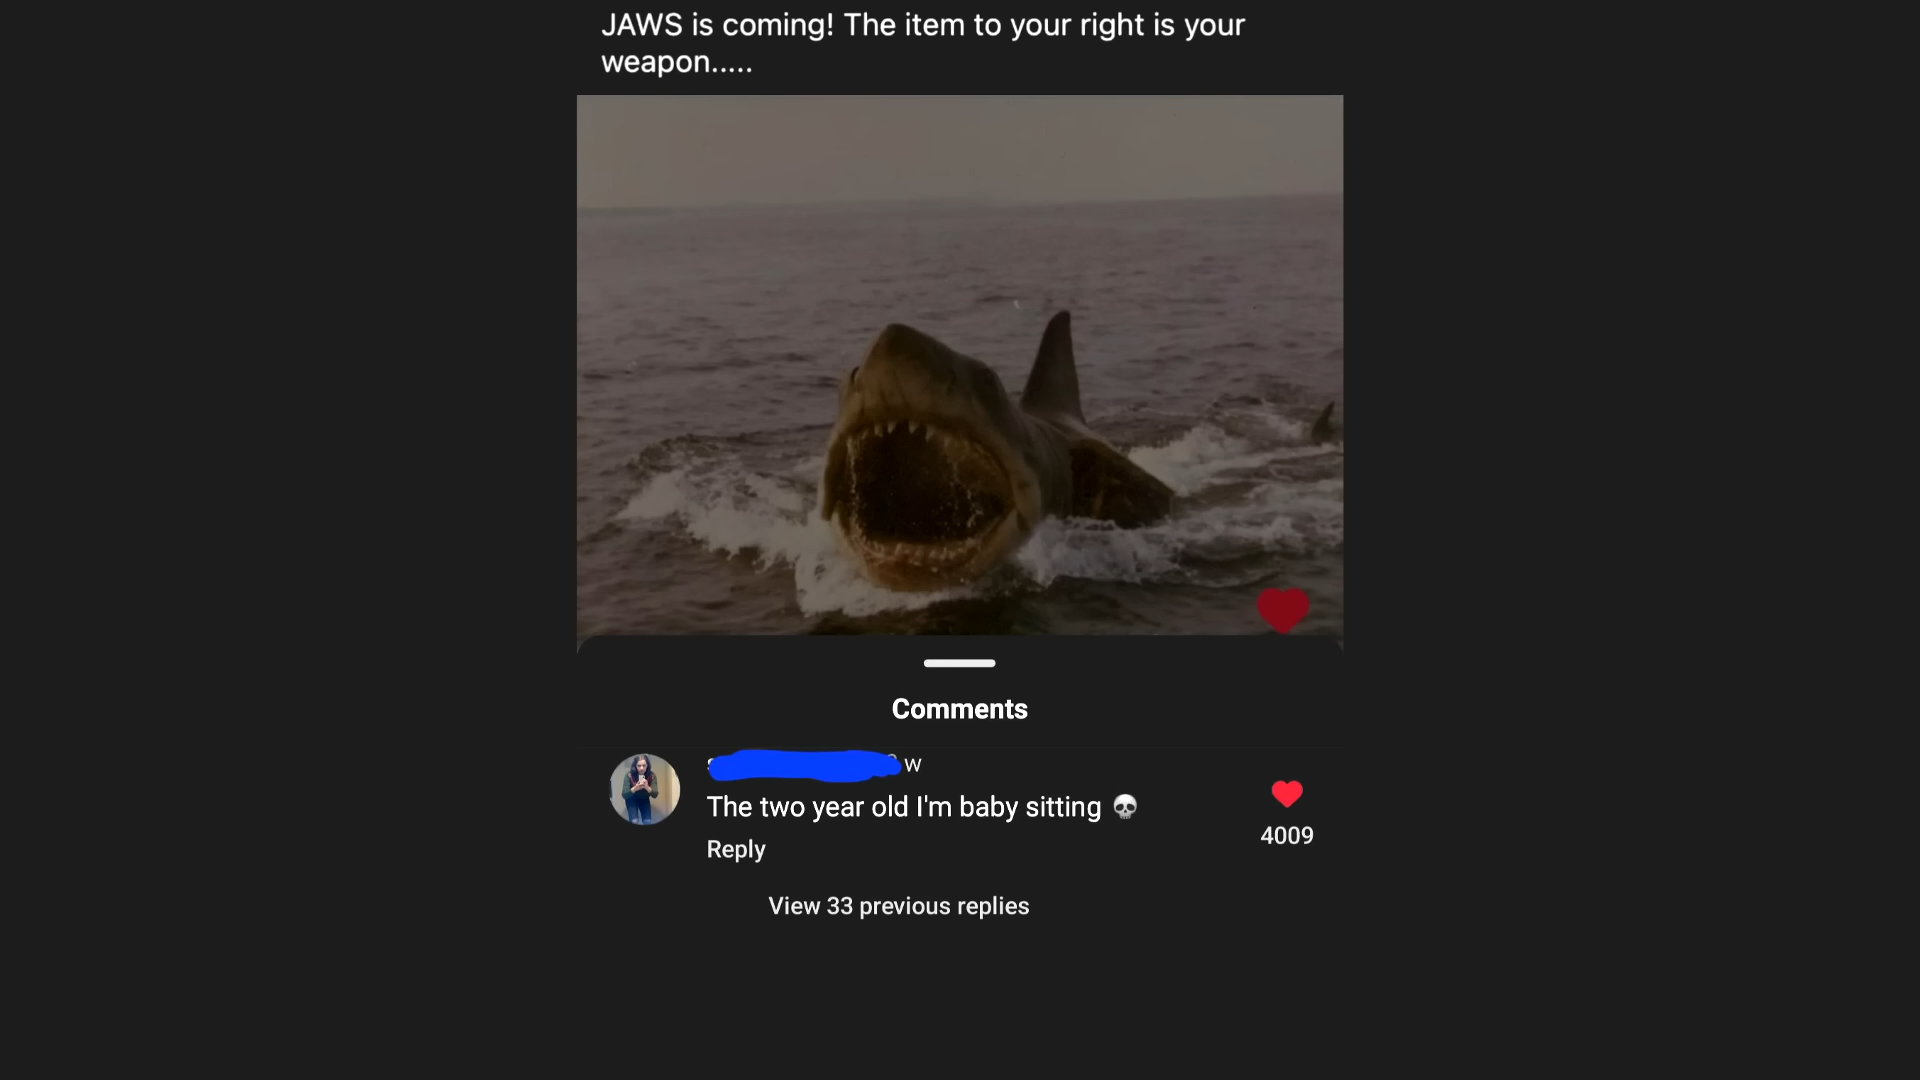 JAWS is coming! The item to your right is your
weapon.....
Comments
w
The two year old I'm baby sitting 💀
4009
Reply
View 33 previous replies